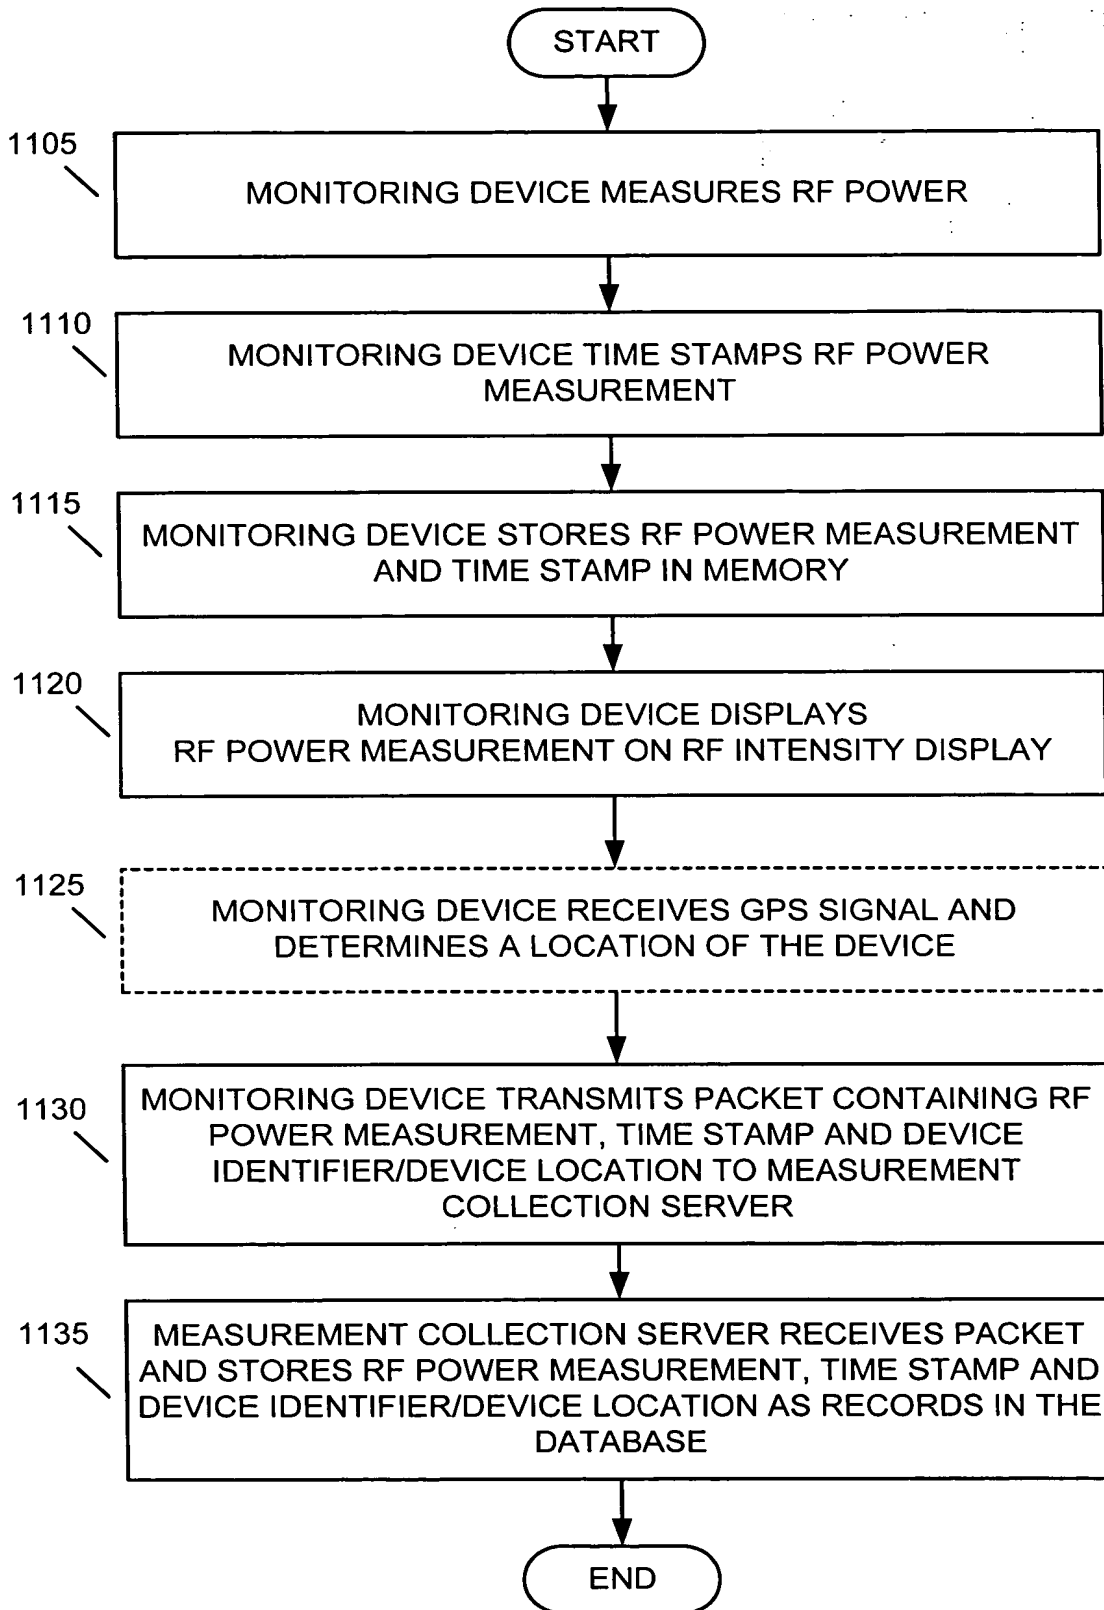 START
1105
MONITORING DEVICE MEASURES RF POWER
1110
MONITORING DEVICE TIME STAMPS RF POWER
MEASUREMENT
1115
MONITORING DEVICE STORES RF POWER MEASUREMENT
AND TIME STAMP IN MEMORY
1120
MONITORING DEVICE DISPLAYS
RF POWER MEASUREMENT ON RF INTENSITY DISPLAY
1125
MONITORING DEVICE RECEIVES GPS SIGNAL AND
DETERMINES A LOCATION OF THE DEVICE
1130
MONITORING DEVICE TRANSMITS PACKET CONTAINING RF
POWER MEASUREMENT, TIME STAMP AND DEVICE
IDENTIFIER/DEVICE LOCATION TO MEASUREMENT
COLLECTION SERVER
1135
MEASUREMENT COLLECTION SERVER RECEIVES PACKET
AND STORES RF POWER MEASUREMENT, TIME STAMP AND
DEVICE IDENTIFIER/DEVICE LOCATION AS RECORDS IN THE
DATABASE
END